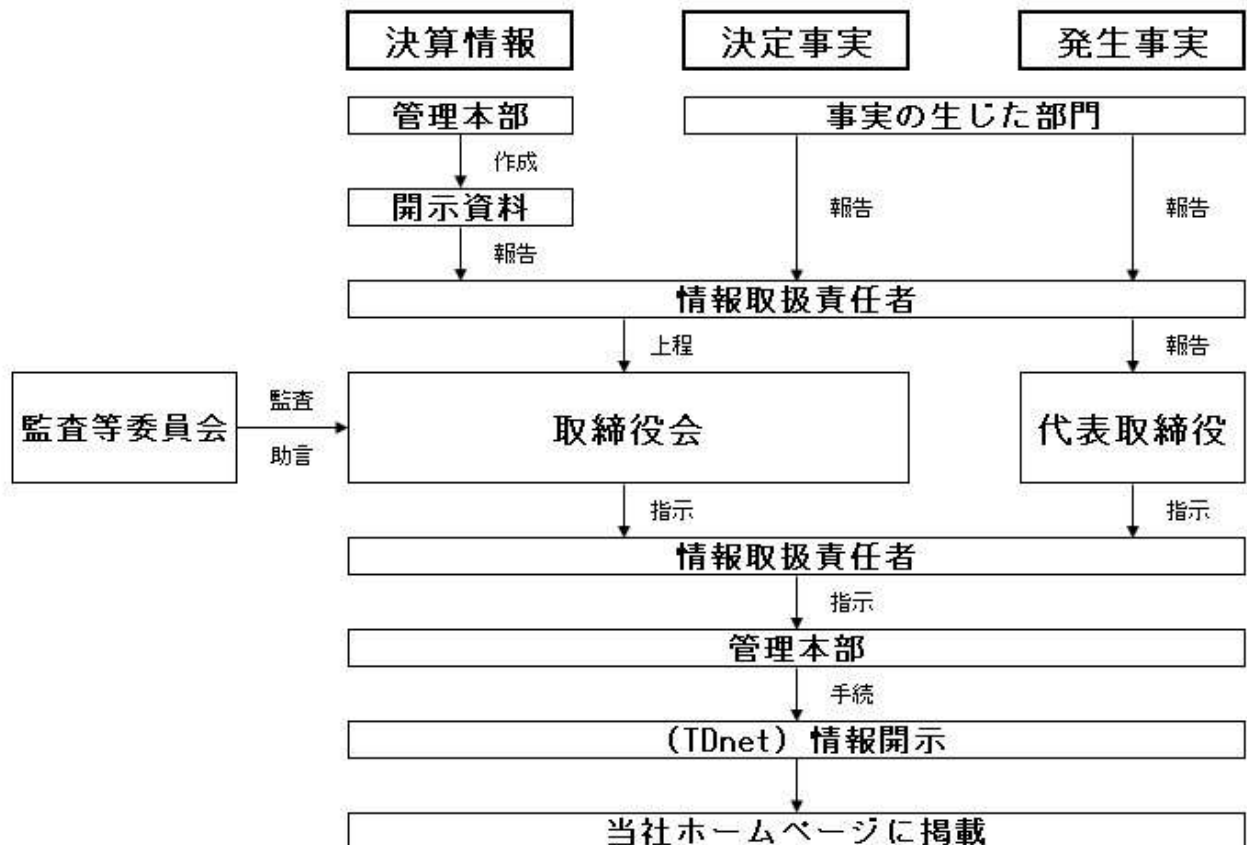 決算情報
決定事実
発生事実
管理本部
事実の生じた部門
作成
開示資料
報告
報告
報告
情報取扱責任者
上程
報告
監査等委員会
監査
助言
取締役会
代表取締役
指示
指示
情報取扱責任者
指示
管理本部
手続
(TDnet) 情報開示
当社ホームページに掲載